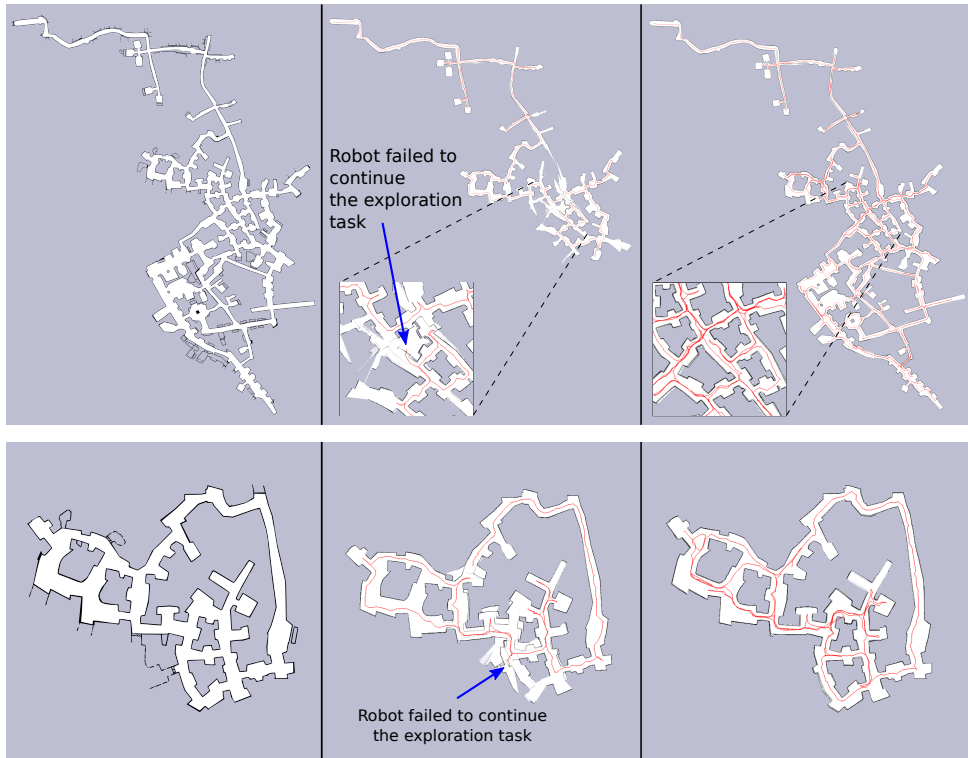 Robot failed to
continue
the exploration
task
Robot failed to continue
the exploration task